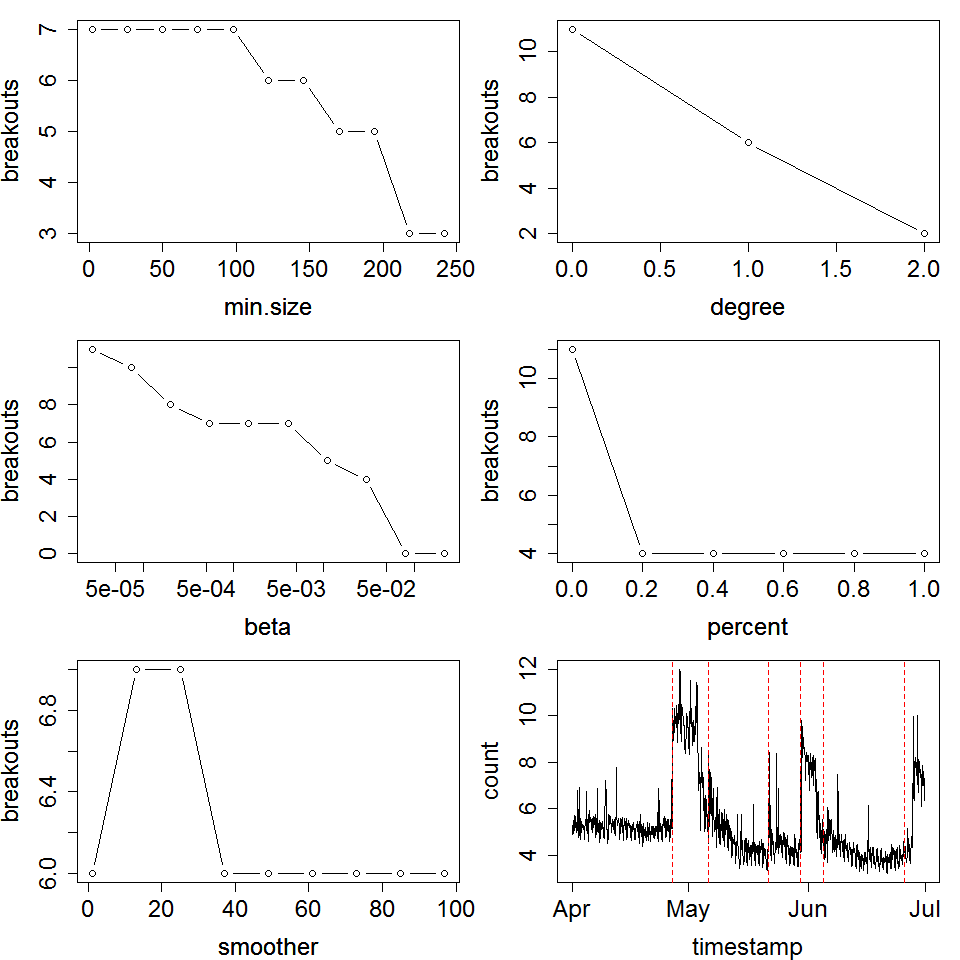 breakouts
7
6
5
4
3
0 50 100 150 200 250
min.size
breakouts
10
8
6
4
2
0.0 0.5 1.0 1.5 2.0
degree
breakouts
8
6
4
2
0
5e-05 5e-04 5e-03 5e-02
beta
breakouts
10
8
6
4
0.0 0.2 0.4 0.6 0.8 1.0
percent
breakouts
6.8
6.4
6.0
0 20 40 60 80 100
smoother
count
12
10
8
6
4
Apr May Jun Jul
timestamp